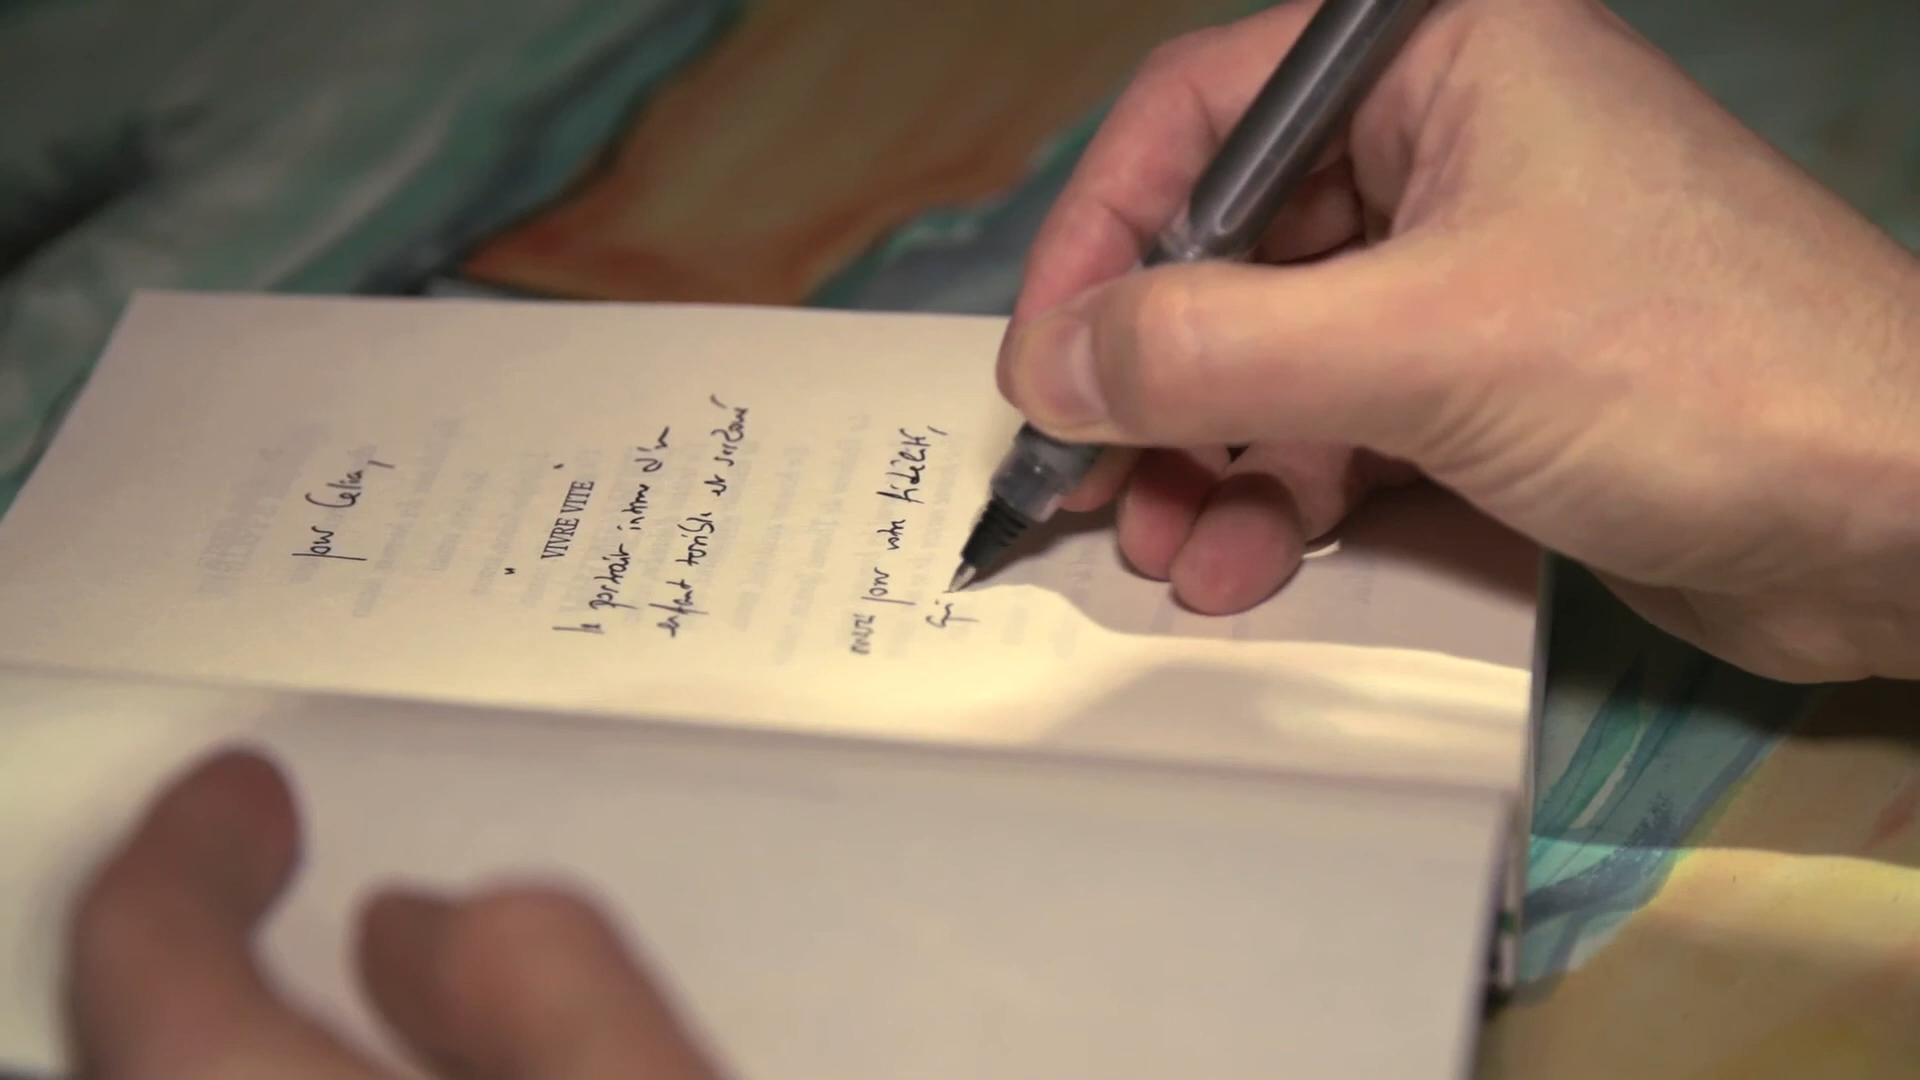 pour Celia,
" VIVRE VITE "
le portrait intime d'un
enfant terrible et
merci pour votre fidélité,